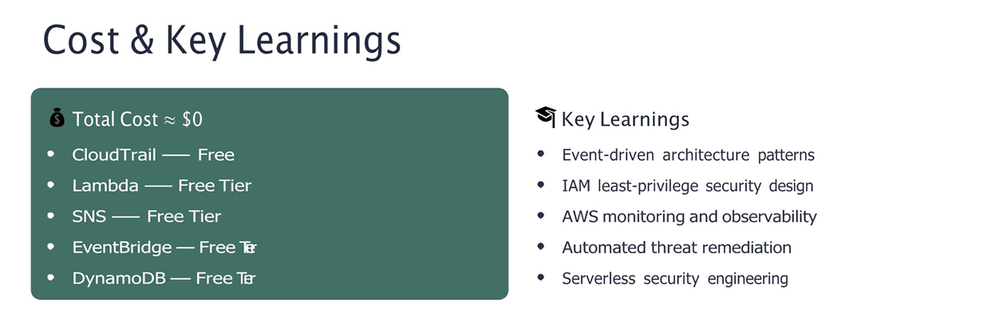 Cost & Key Learnings
Total Cost ≈ $0
• CloudTrail — Free
• Lambda — Free Tier
• SNS — Free Tier
• EventBridge — Free Tier
• DynamoDB — Free Tier
Key Learnings
• Event-driven architecture patterns
• IAM least-privilege security design
• AWS monitoring and observability
• Automated threat remediation
• Serverless security engineering